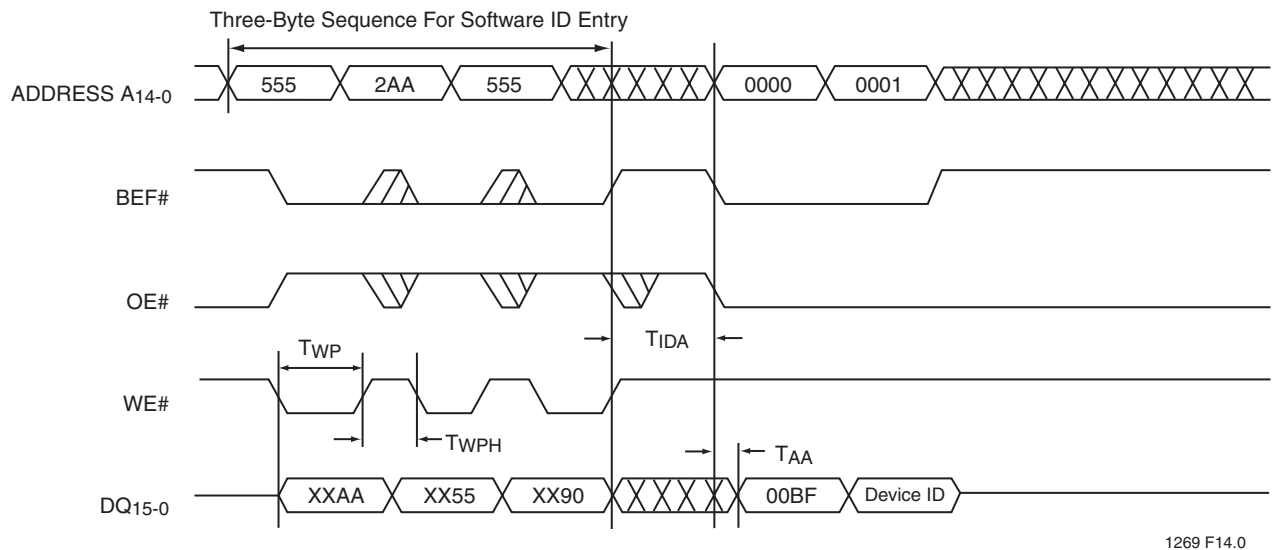 Three-Byte Sequence For Software ID Entry
ADDRESS A14-0
555 2AA 555 0000 0001
BEF#
OE#
TIDA
TWP
WE#
TWPH
TAA
DQ15-0
XXAA XX55 XX90 00BF Device ID
1269 F14.0